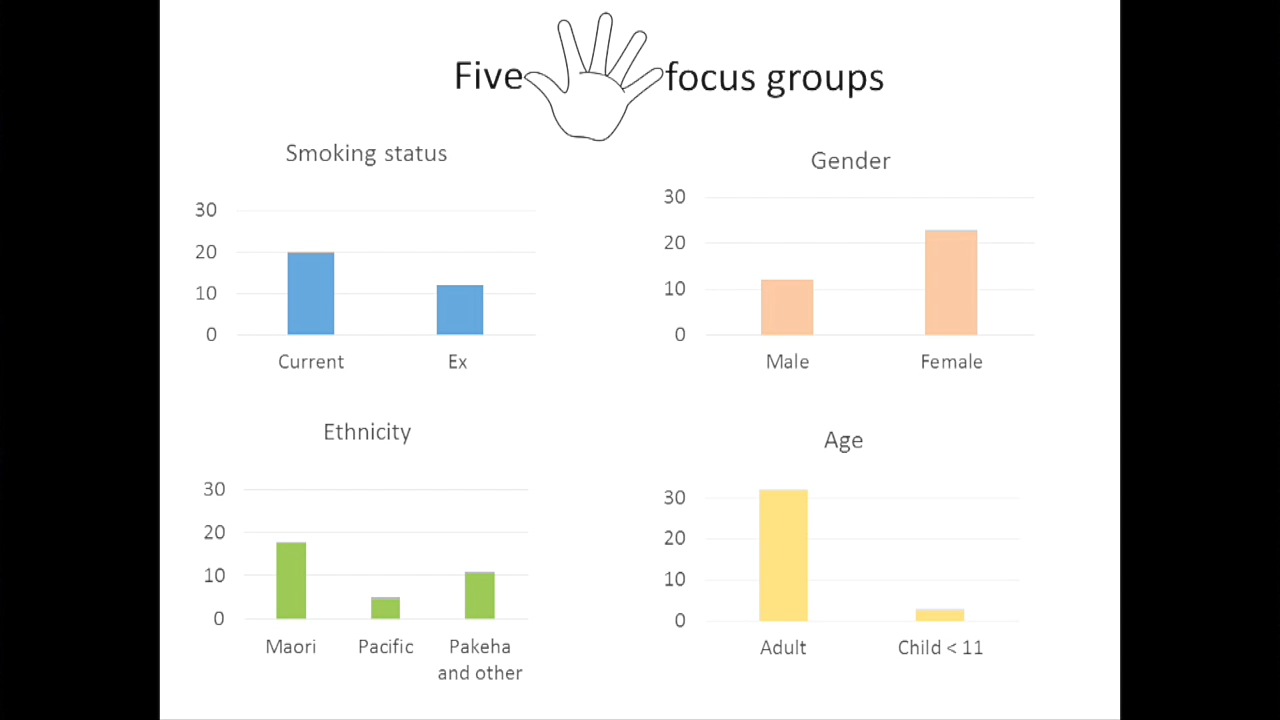 Five focus groups
Smoking status
30
20
10
0
Current Ex
Gender
30
20
10
0
Male Female
Ethnicity
30
20
10
0
Maori Pacific Pakeha
and other
Age
30
20
10
0
Adult Child < 11